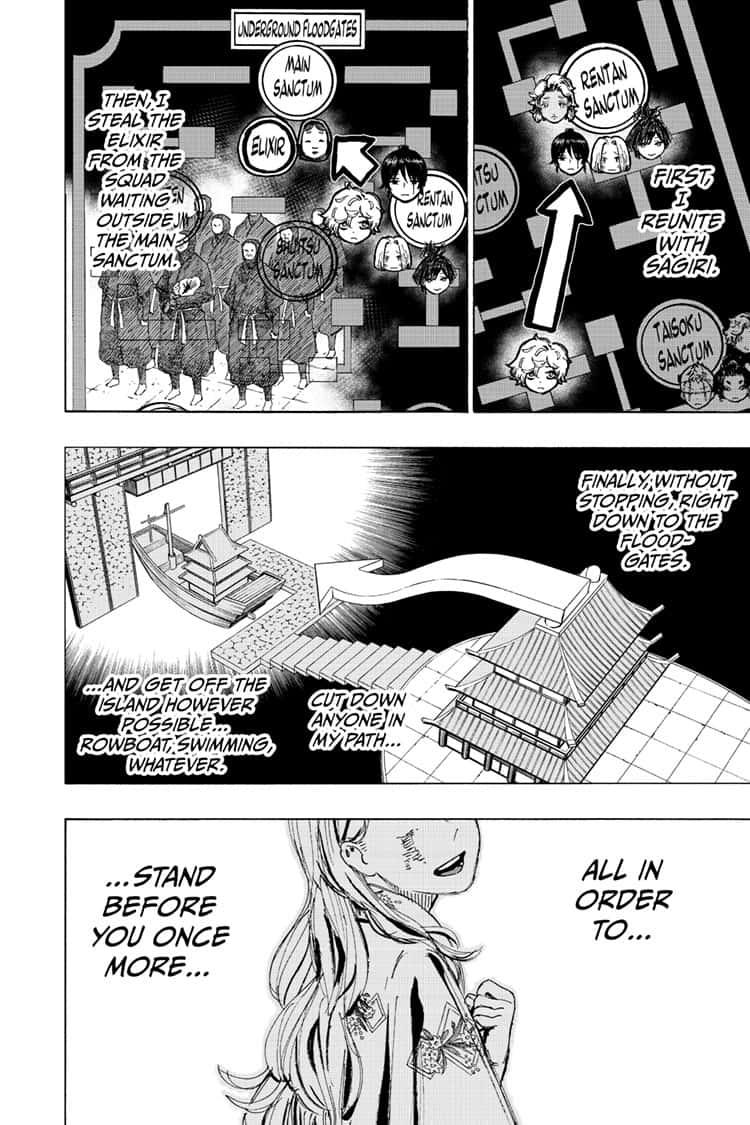 RENTAN
SANCTUM
FIRST,
I
REUNITE
WITH
SAGIRI.
TAISOKU
SANCTUM
SANCTUM
UNDERGROUND FLOODGATES
MAIN
SANCTUM
ELIXIR
RENTAN
SANCTUM
SHUTSU
SANCTUM
THEN, I
STEAL THE
ELIXIR
FROM THE
SQUAD
WAITING
OUTSIDE
THE MAIN
SANCTUM.
FINALLY, WITHOUT
STOPPING, RIGHT
DOWN TO THE
FLOOD-
GATES.
CUT DOWN
ANYONE IN
MY PATH...
...AND GET OFF THE
ISLAND HOWEVER
POSSIBLE...
ROWBOAT, SWIMMING,
WHATEVER.
ALL IN
ORDER
TO...
...STAND
BEFORE
YOU ONCE
MORE...